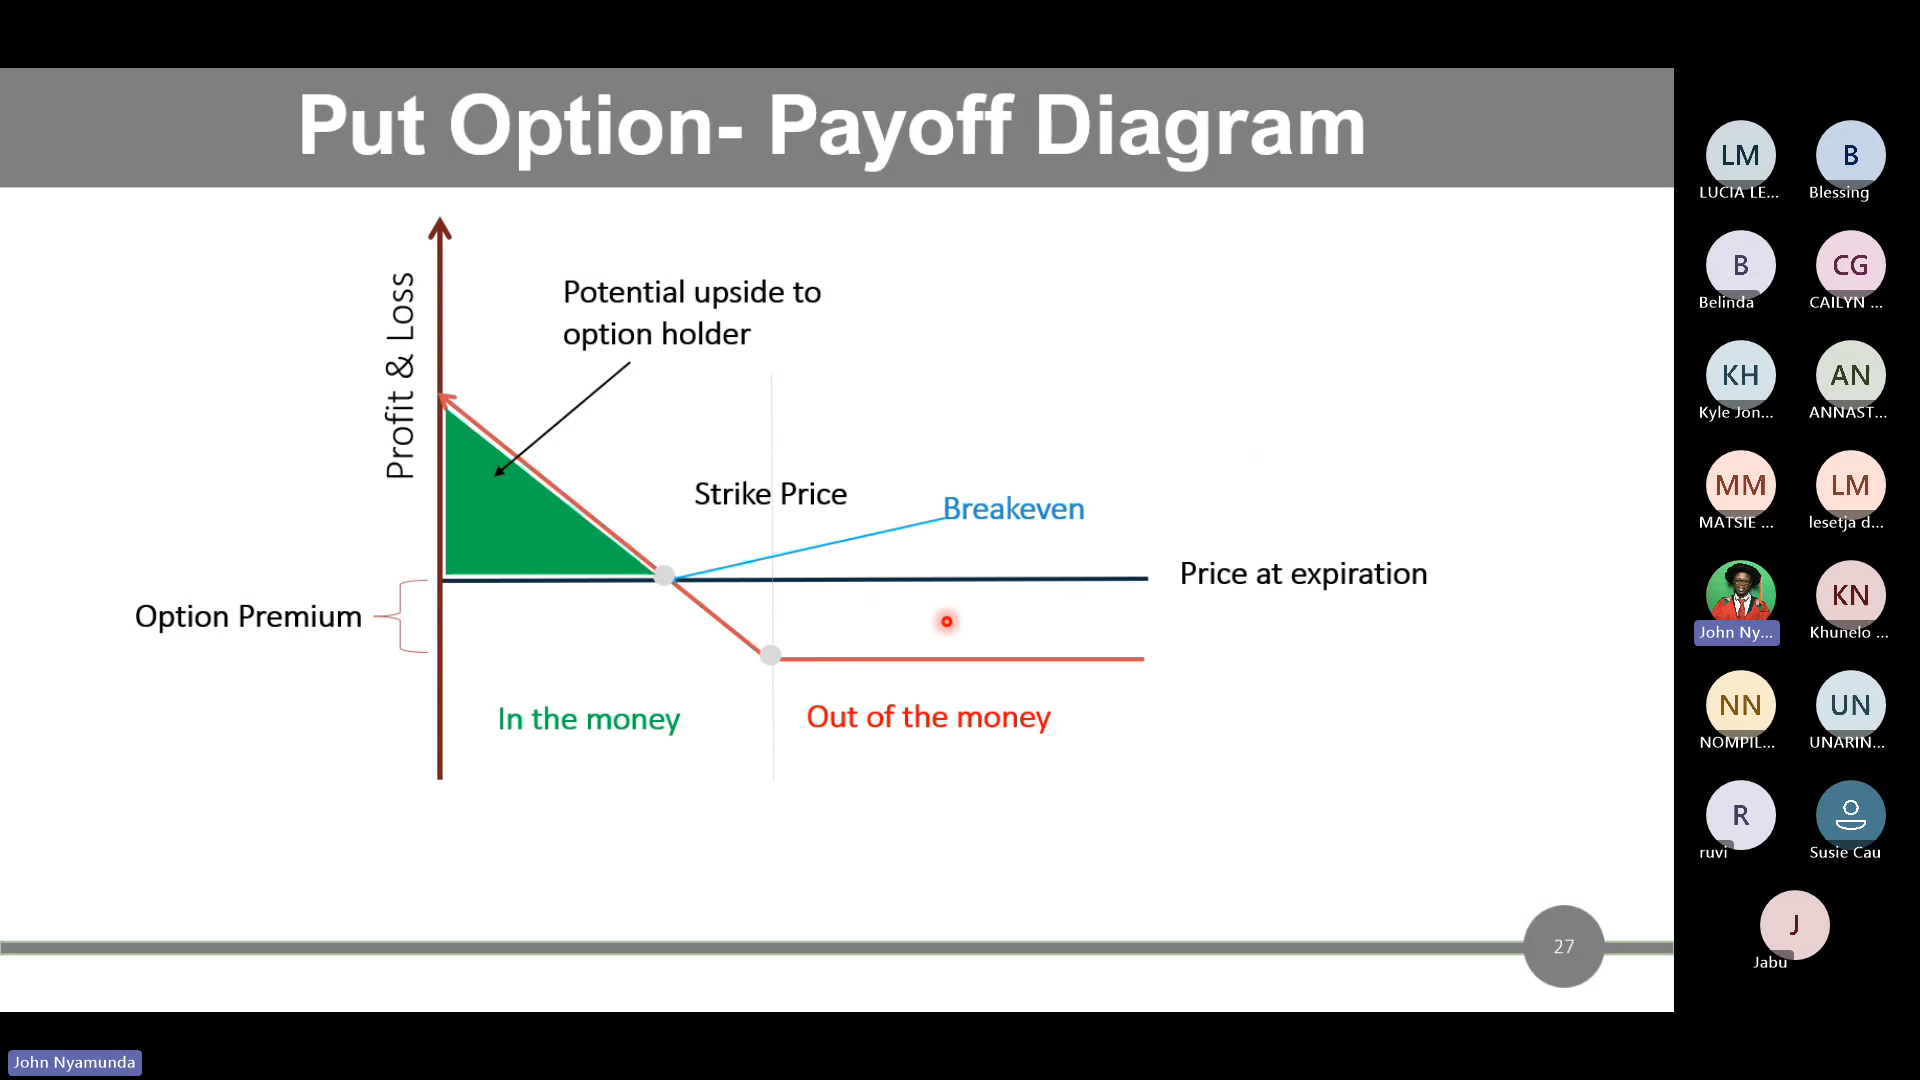 Put Option- Payoff Diagram
Profit & Loss
Potential upside to
option holder
Strike Price
Breakeven
Price at expiration
Option Premium
In the money
Out of the money
27
LM
LUCIA LE...
B
Blessing
B
Belinda
CG
CAILYN ...
KH
Kyle Jon...
AN
ANNAST...
MM
MATSIE ...
LM
lesetja d...
John Ny...
KN
Khunelo ...
NN
NOMPIL...
UN
UNARIN...
R
ruvi
Susie Cau
J
Jabu
John Nyamunda